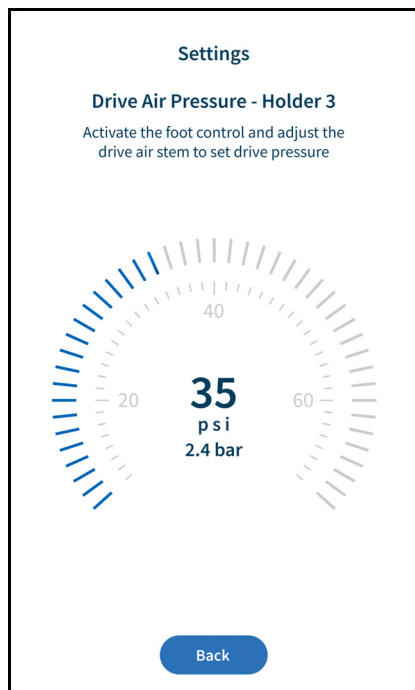 Settings
Drive Air Pressure - Holder 3
Activate the foot control and adjust the
drive air stem to set drive pressure
40
20
35
60
psi
2.4 bar
Back